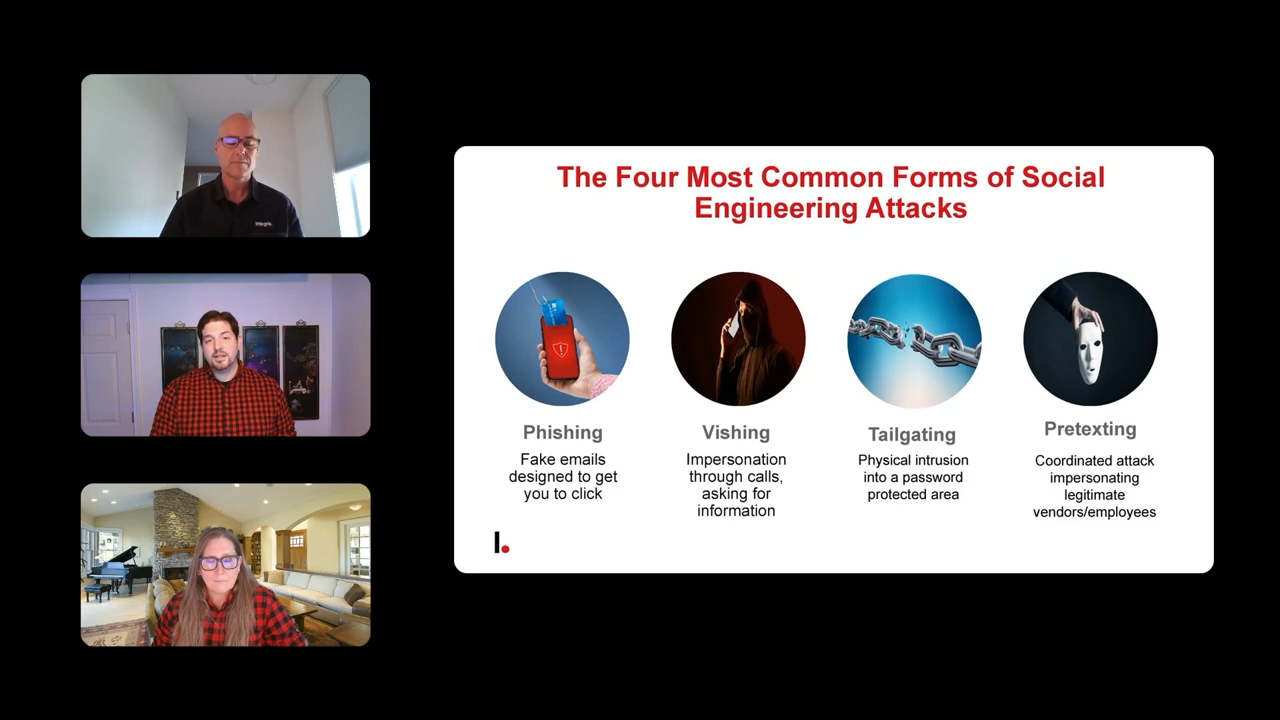 The Four Most Common Forms of Social
Engineering Attacks
Phishing
Fake emails
designed to get
you to click
Vishing
Impersonation
through calls,
asking for
information
Tailgating
Physical intrusion
into a password
protected area
Pretexting
Coordinated attack
impersonating
legitimate
vendors/employees
I.
Integris.